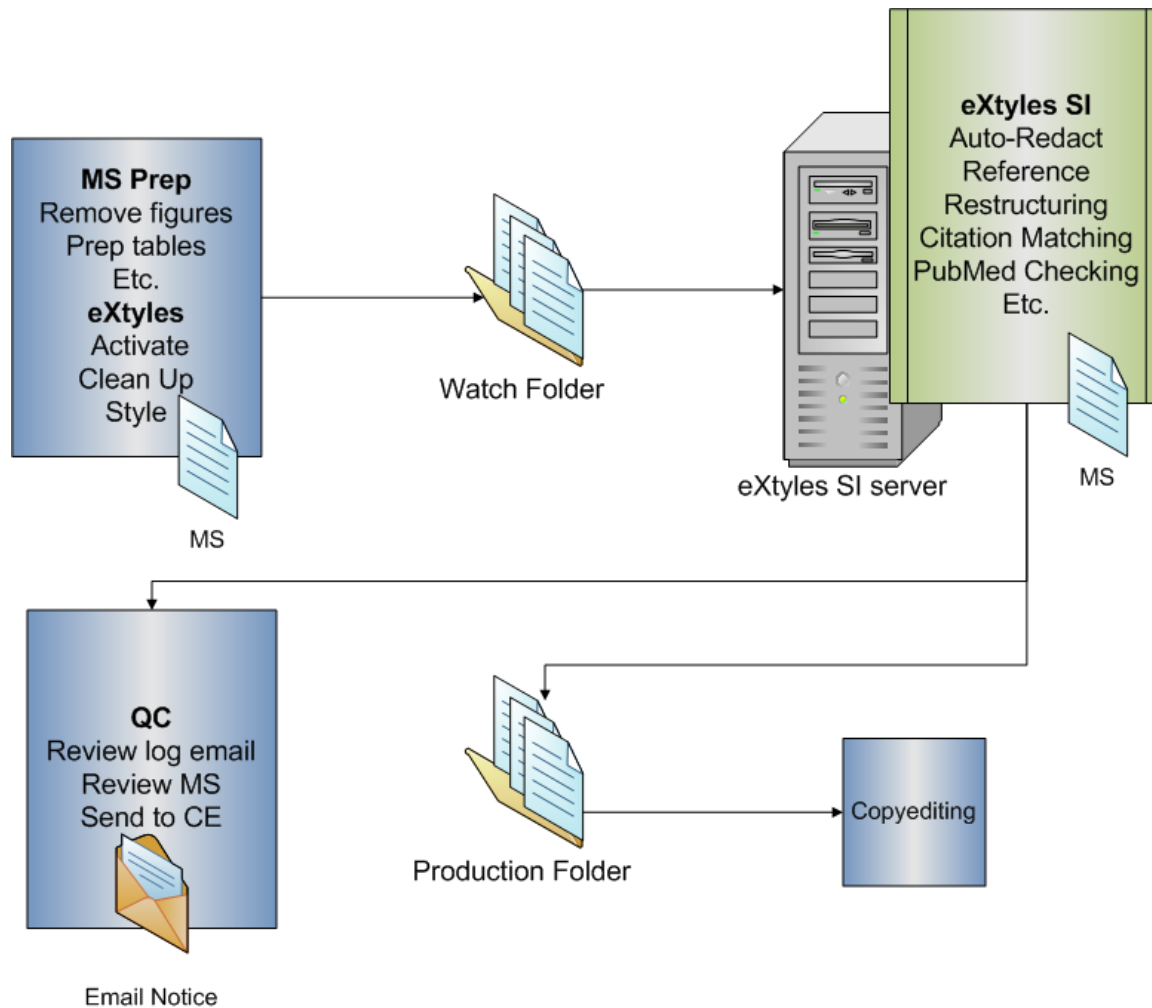 MS Prep
Remove figures
Prep tables
Etc.
eXtyles
Activate
Clean Up
Style
MS
Watch Folder
eXtyles SI server
eXtyles SI
Auto-Redact
Reference
Restructuring
Citation Matching
PubMed Checking
Etc.
MS
QC
Review log email
Review MS
Send to CE
Email Notice
Production Folder
Copyediting